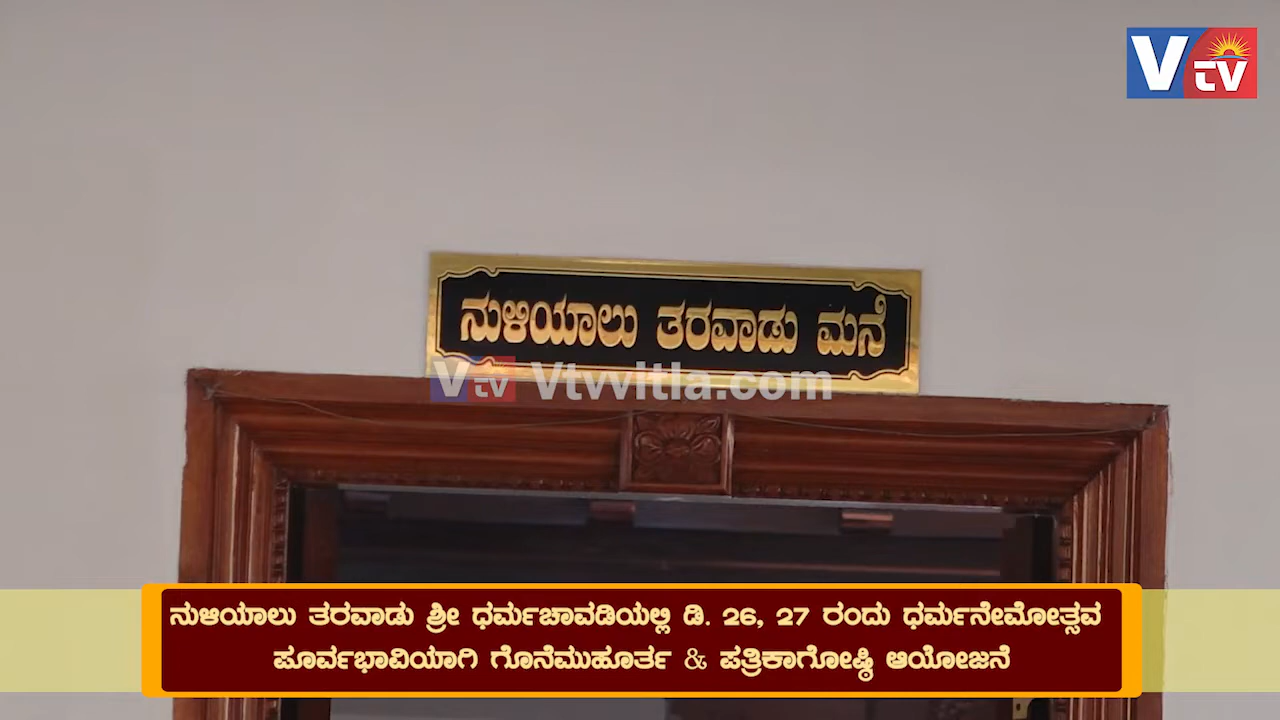 VTV
ನುಳಿಯಾಲು ತರವಾಡು ಮನೆ
VTV Vtvvitla.com
ನುಳಿಯಾಲು ತರವಾಡು ಶ್ರೀ ಧರ್ಮಚಾವಡಿಯಲ್ಲಿ ಡಿ. 26, 27 ರಂದು ಧರ್ಮನೇಮೋತ್ಸವ
ಪೂರ್ವಭಾವಿಯಾಗಿ ಗೊನೆಮುಹೂರ್ತ & ಪತ್ರಿಕಾಗೋಷ್ಠಿ ಆಯೋಜನೆ